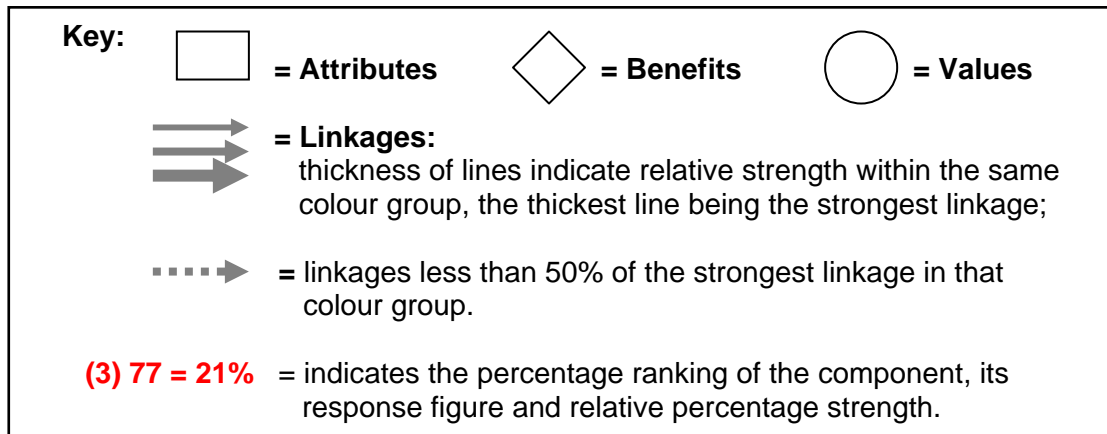 Key:
= Attributes = Benefits = Values
= Linkages:
thickness of lines indicate relative strength within the same
colour group, the thickest line being the strongest linkage;
= linkages less than 50% of the strongest linkage in that
colour group.
(3) 77 = 21% = indicates the percentage ranking of the component, its
response figure and relative percentage strength.